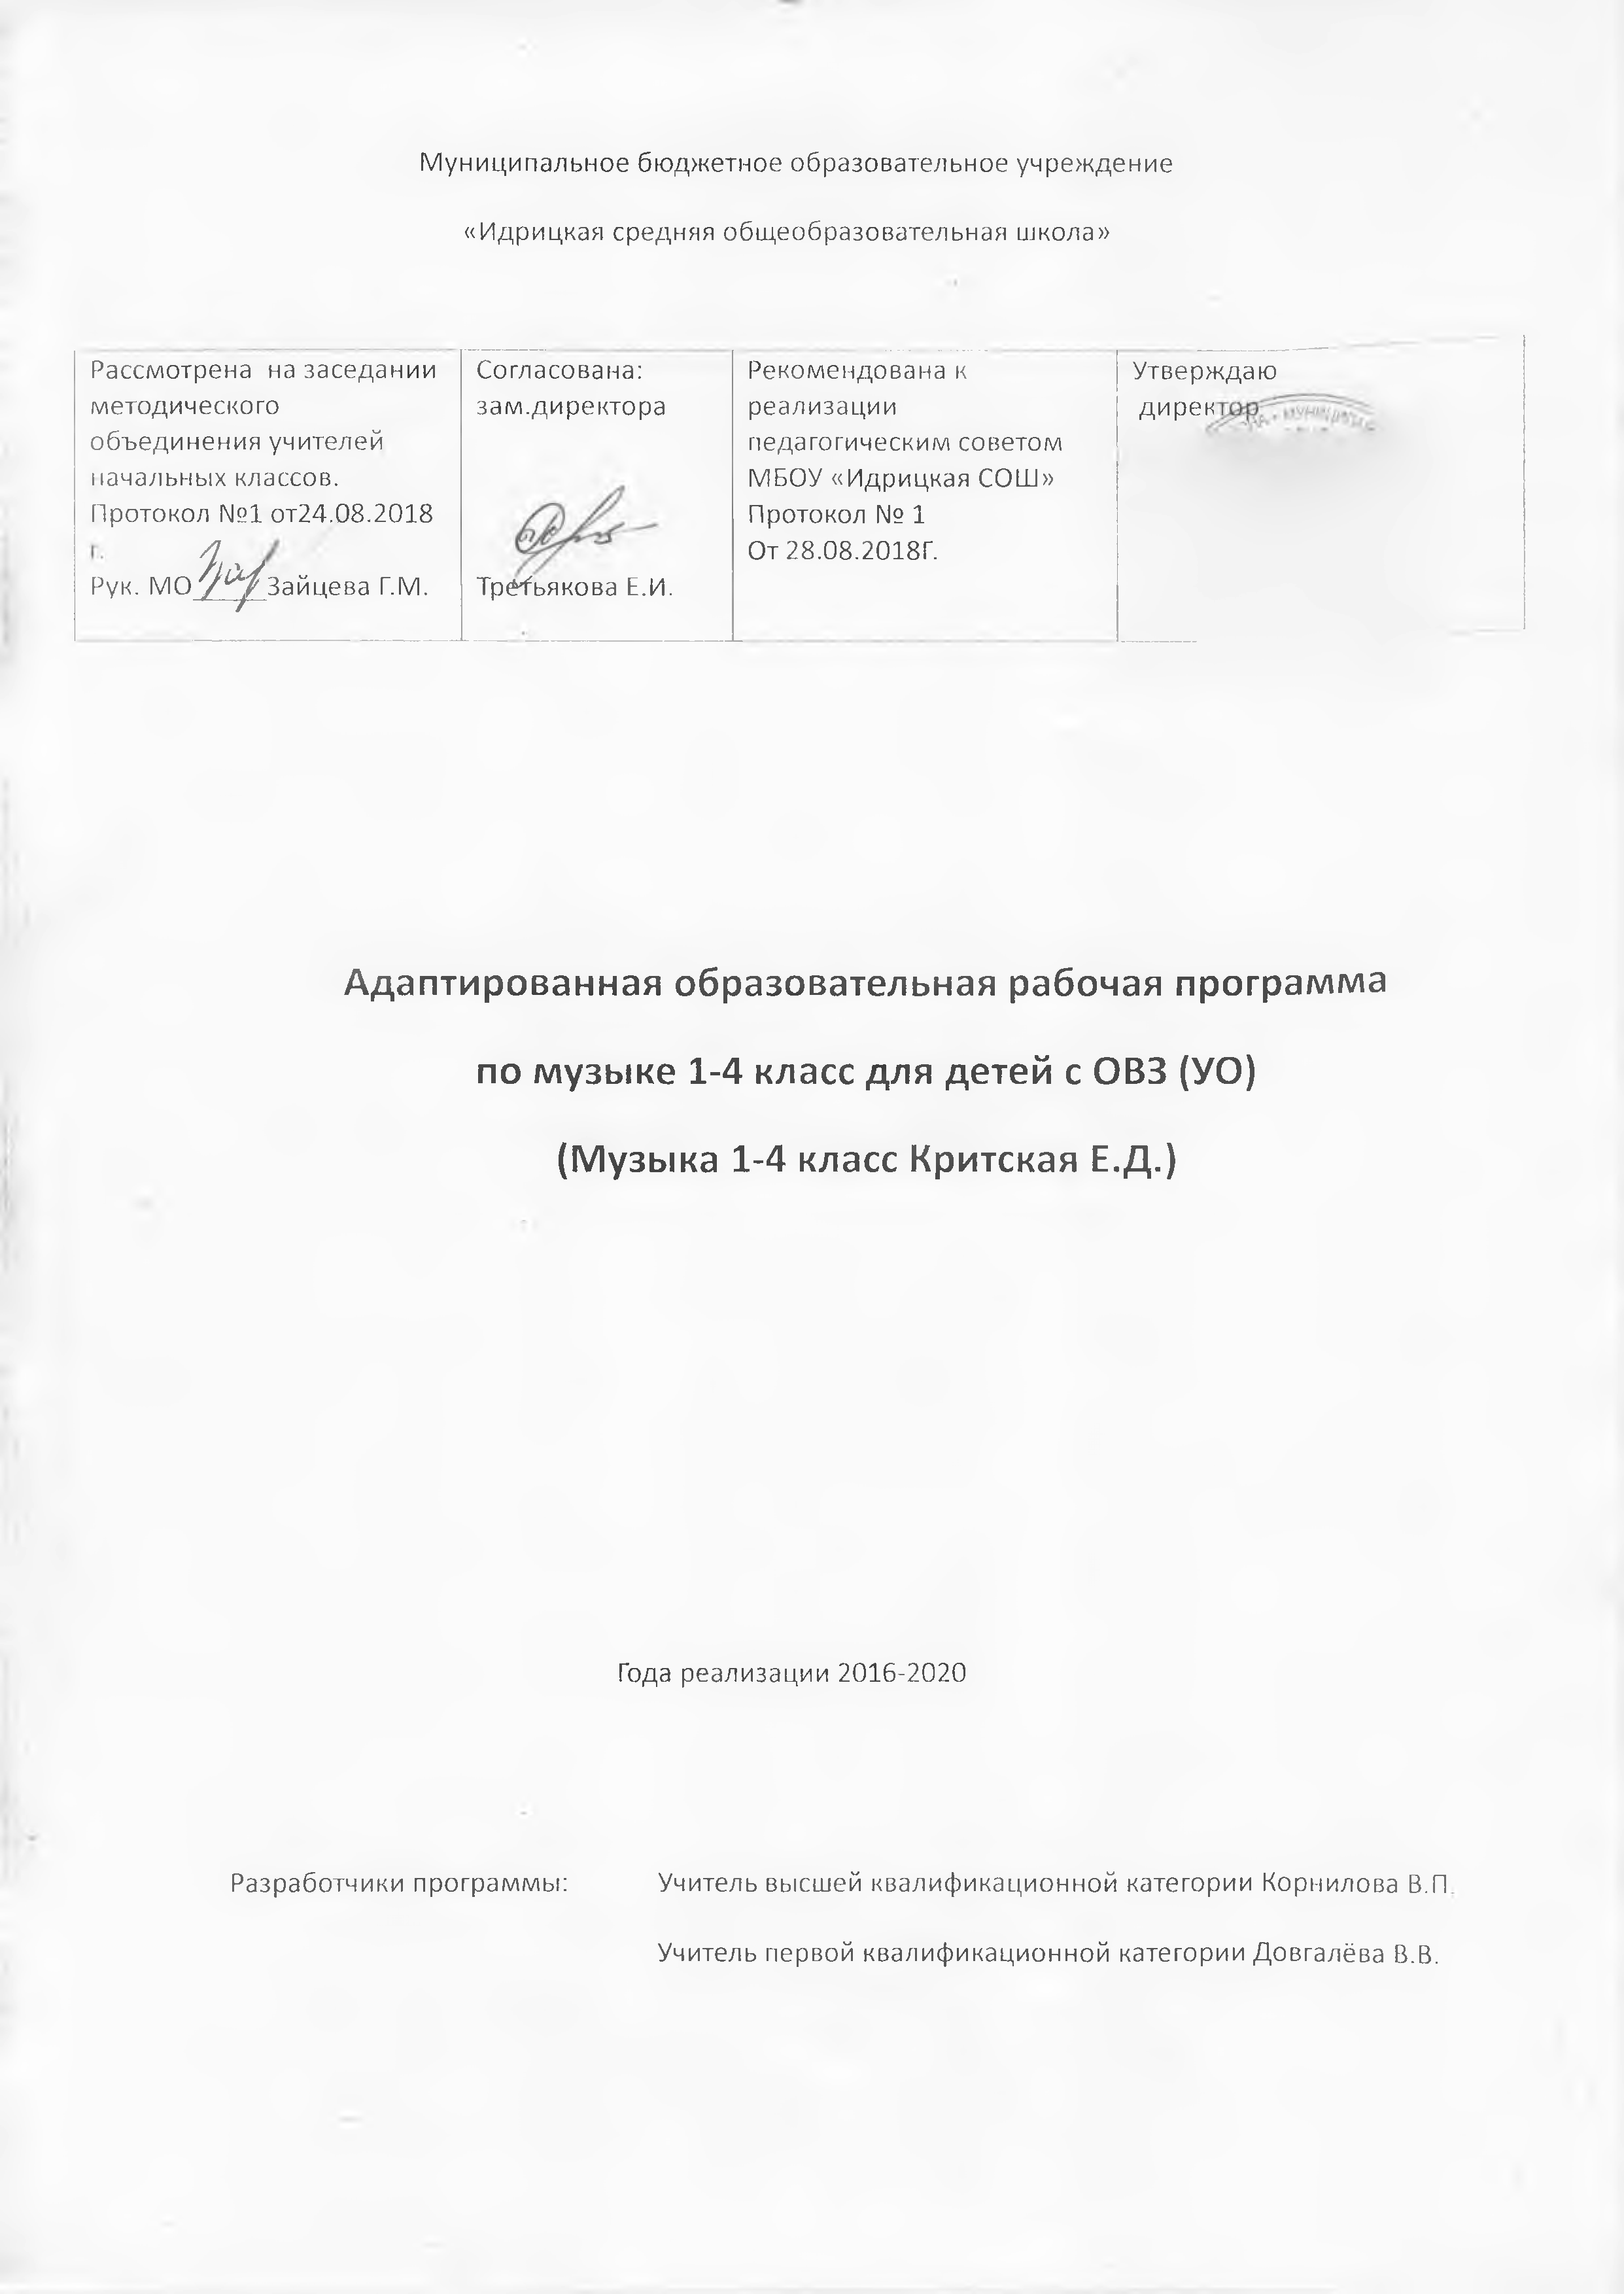 Муниципальное бюджетное образовательное учреждение
«Идрицкая средняя общеобразовательная школа»
Рассмотрена на заседании
методического
объединения учителей
начальных классов.
Протокол №1 от24.08.2018
г.
Рук. МО______Зайцева Г.М.
Согласована:
зам.директора
Третьякова Е.И.
Рекомендована к
реализации
педагогическим советом
МБОУ «Идрицкая СОШ»
Протокол № 1
От 28.08.2018Г.
Утверждаю
директор
Адаптированная образовательная рабочая программа
по музыке 1-4 класс для детей с ОВЗ (УО)
(Музыка 1-4 класс Критская Е.Д.)
Года реализации 2016-2020
Разработчики программы: Учитель высшей квалификационной категории Корнилова В.П.
Учитель первой квалификационной категории Довгалёва В.В.